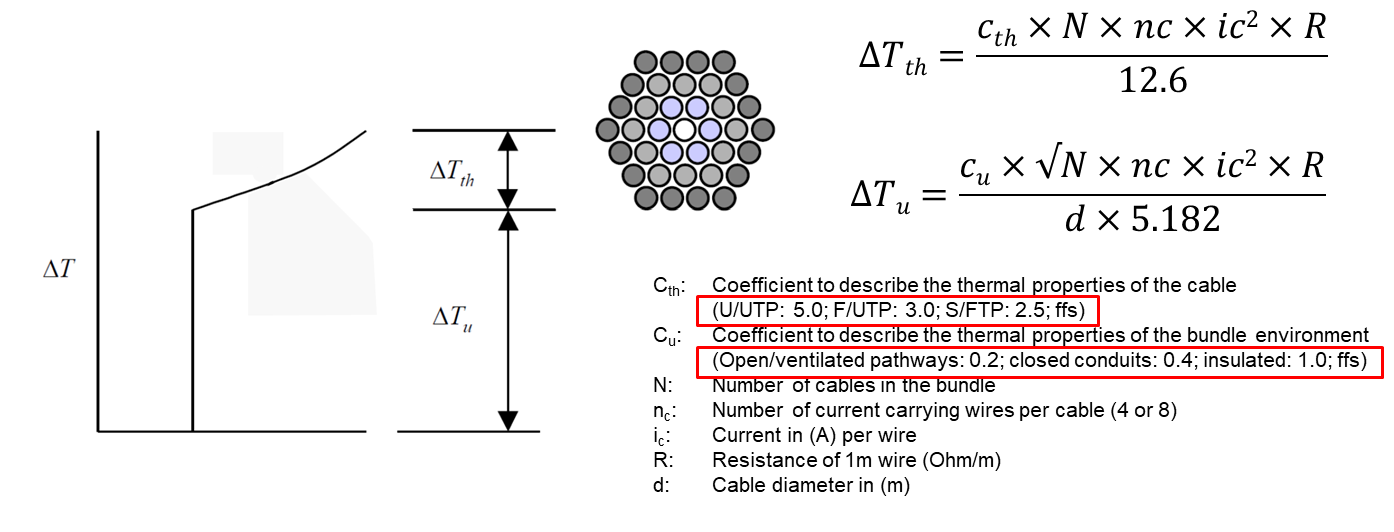 ΔT
ΔT_th
ΔT_u
ΔT_th = (c_th × N × nc × ic² × R) / 12.6
ΔT_u = (c_u × √N × nc × ic² × R) / (d × 5.182)
C_th: Coefficient to describe the thermal properties of the cable
(U/UTP: 5.0; F/UTP: 3.0; S/FTP: 2.5; ffs)
C_u: Coefficient to describe the thermal properties of the bundle environment
(Open/ventilated pathways: 0.2; closed conduits: 0.4; insulated: 1.0; ffs)
N: Number of cables in the bundle
n_c: Number of current carrying wires per cable (4 or 8)
i_c: Current in (A) per wire
R: Resistance of 1m wire (Ohm/m)
d: Cable diameter in (m)